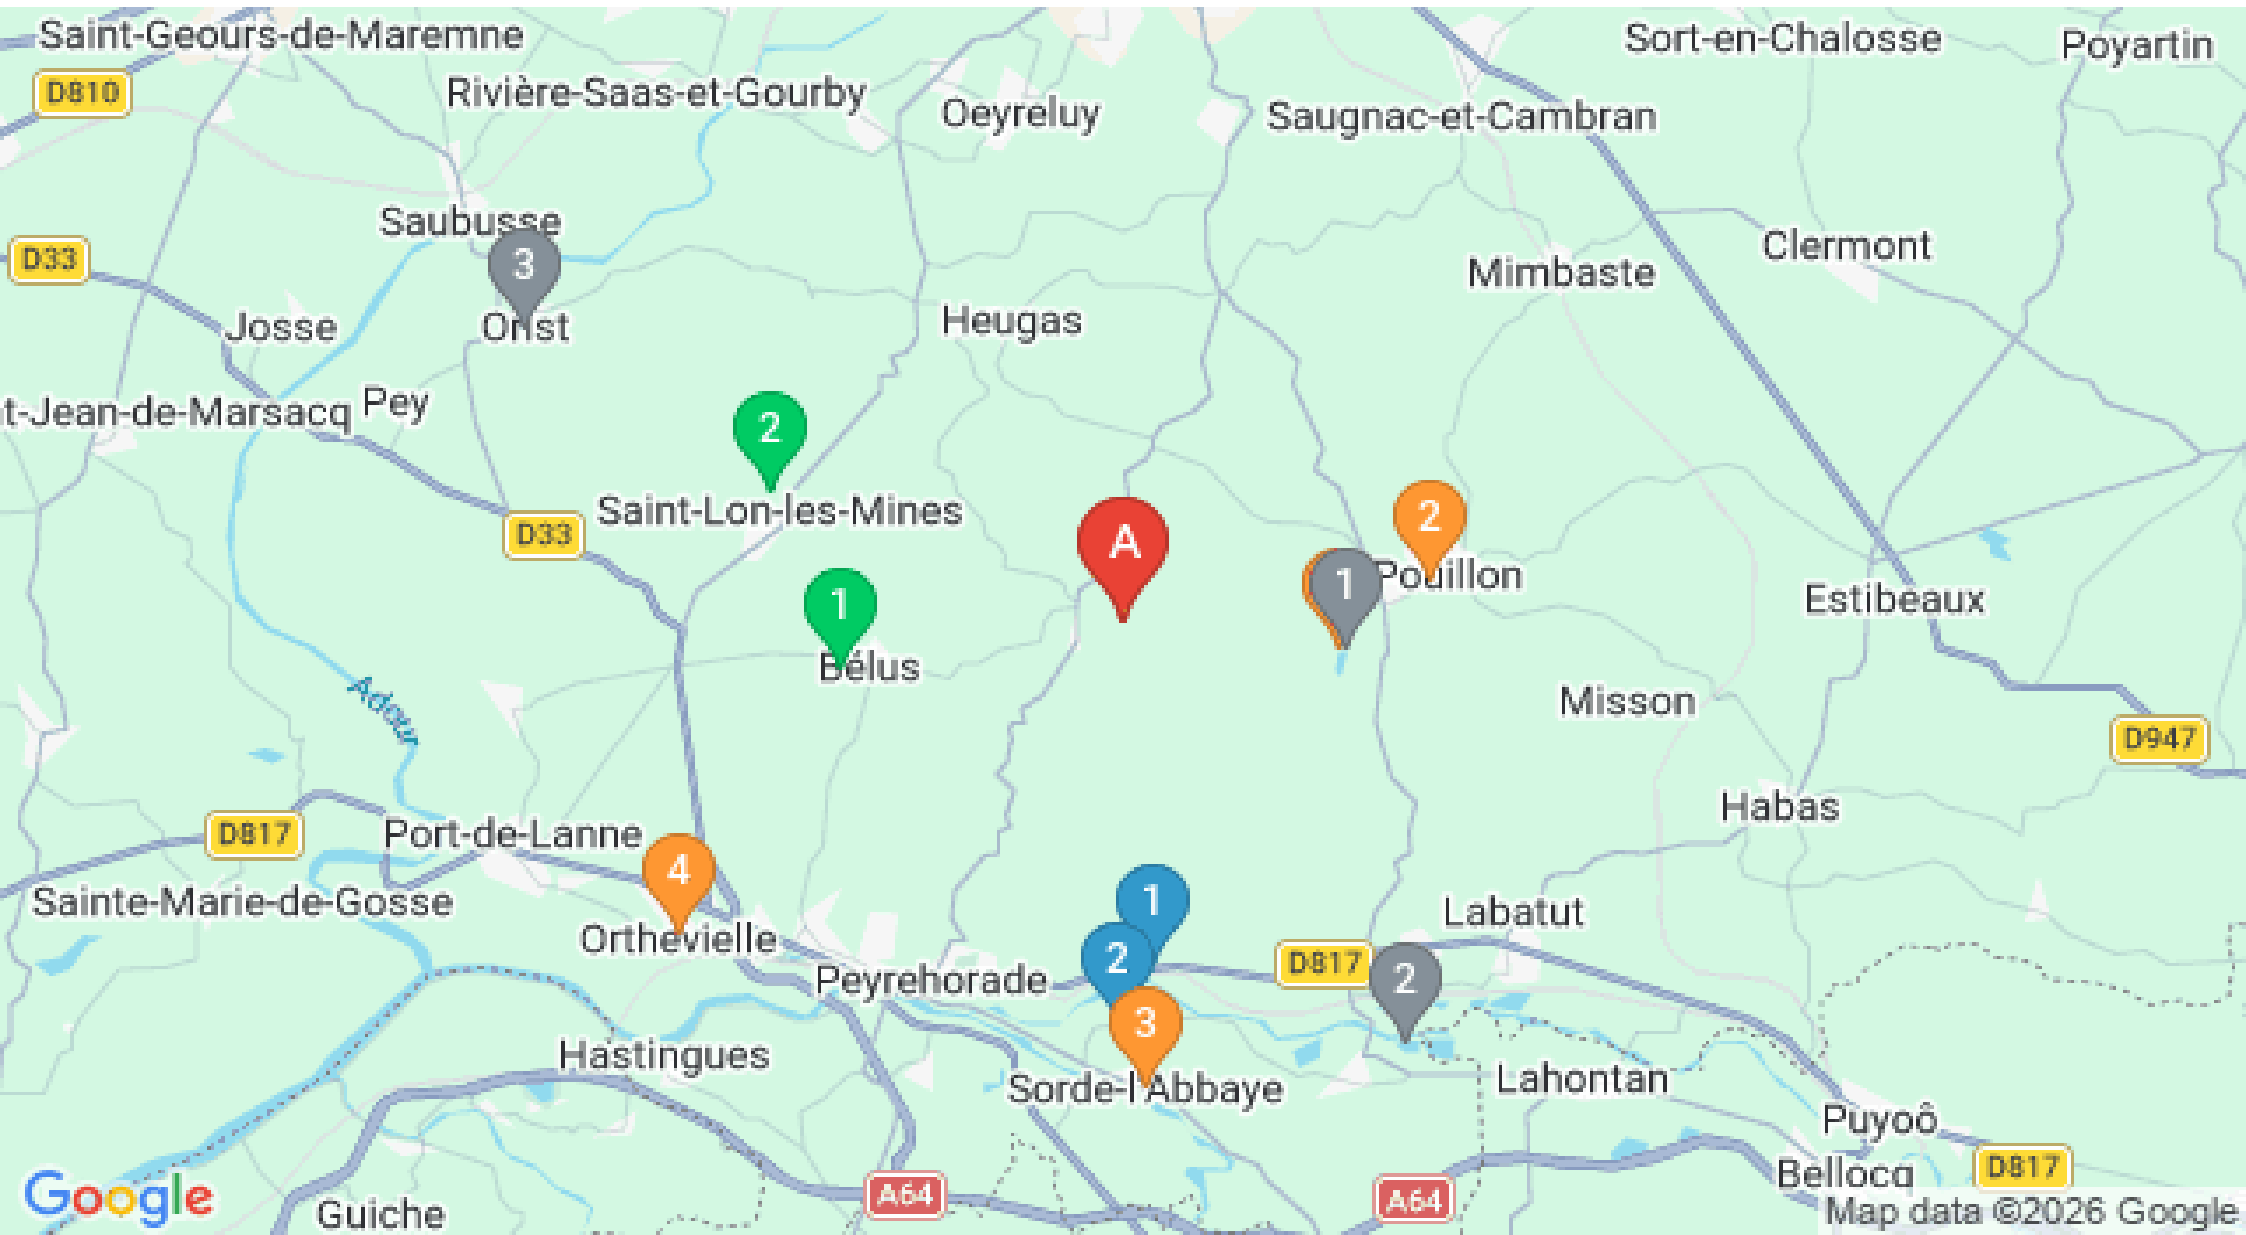 Saint-Geours-de-Maremne
Sort-en-Chalosse
Poyartin
D810
Rivière-Saas-et-Gourby
Oeyreluy
Saugnac-et-Cambran
Saubusse
D33
3
Clermont
Mimbaste
Josse
Orist
Heugas
t-Jean-de-Marsacq
Pey
2
Saint-Lon-les-Mines
D33
A
2
1
Pouillon
1
Estibeaux
Bélus
Misson
Adour
D947
Habas
D817
Port-de-Lanne
4
Sainte-Marie-de-Gosse
1
Labatut
Orthevielle
2
D817
2
Peyrehorade
3
Hastingues
Sorde-l'Abbaye
Lahontan
Puyoô
D817
Bellocq
Google
A64
A64
Guiche
Map data ©2026 Google